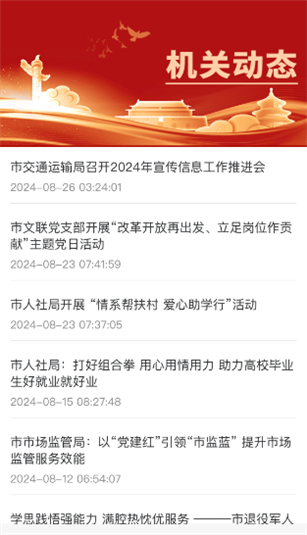 机关动态
市交通运输局召开2024年宣传信息工作推进会
2024-08-26 03:24:01
市文联党支部开展“改革开放再出发、立足岗位作贡
献”主题党日活动
2024-08-23 07:41:59
市人社局开展 “情系帮扶村 爱心助学行”活动
2024-08-23 07:37:05
市人社局：打好组合拳 用心用情用力 助力高校毕业
生好就业就好业
2024-08-15 08:27:48
市市场监管局：以“党建红”引领“市监蓝” 提升市场
监管服务效能
2024-08-12 06:54:07
学思践悟强能力 满腔热忱优服务 ———市退役军人